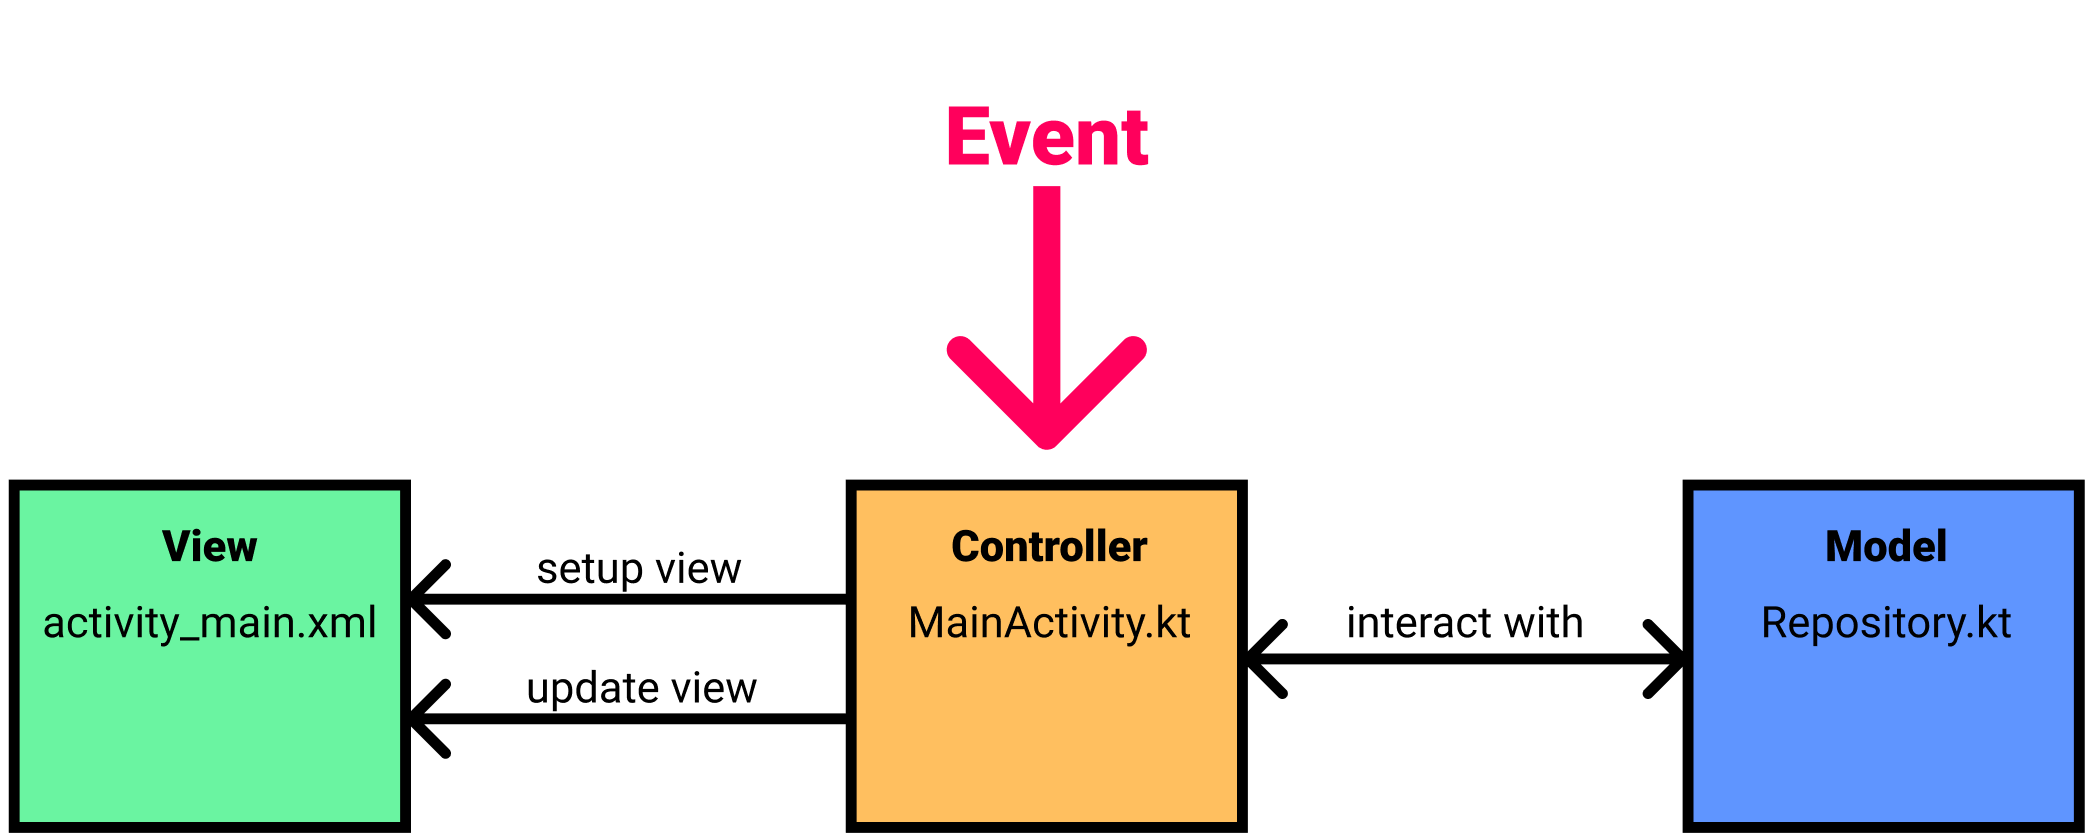 Event
View
activity_main.xml
setup view
update view
Controller
MainActivity.kt
interact with
Model
Repository.kt